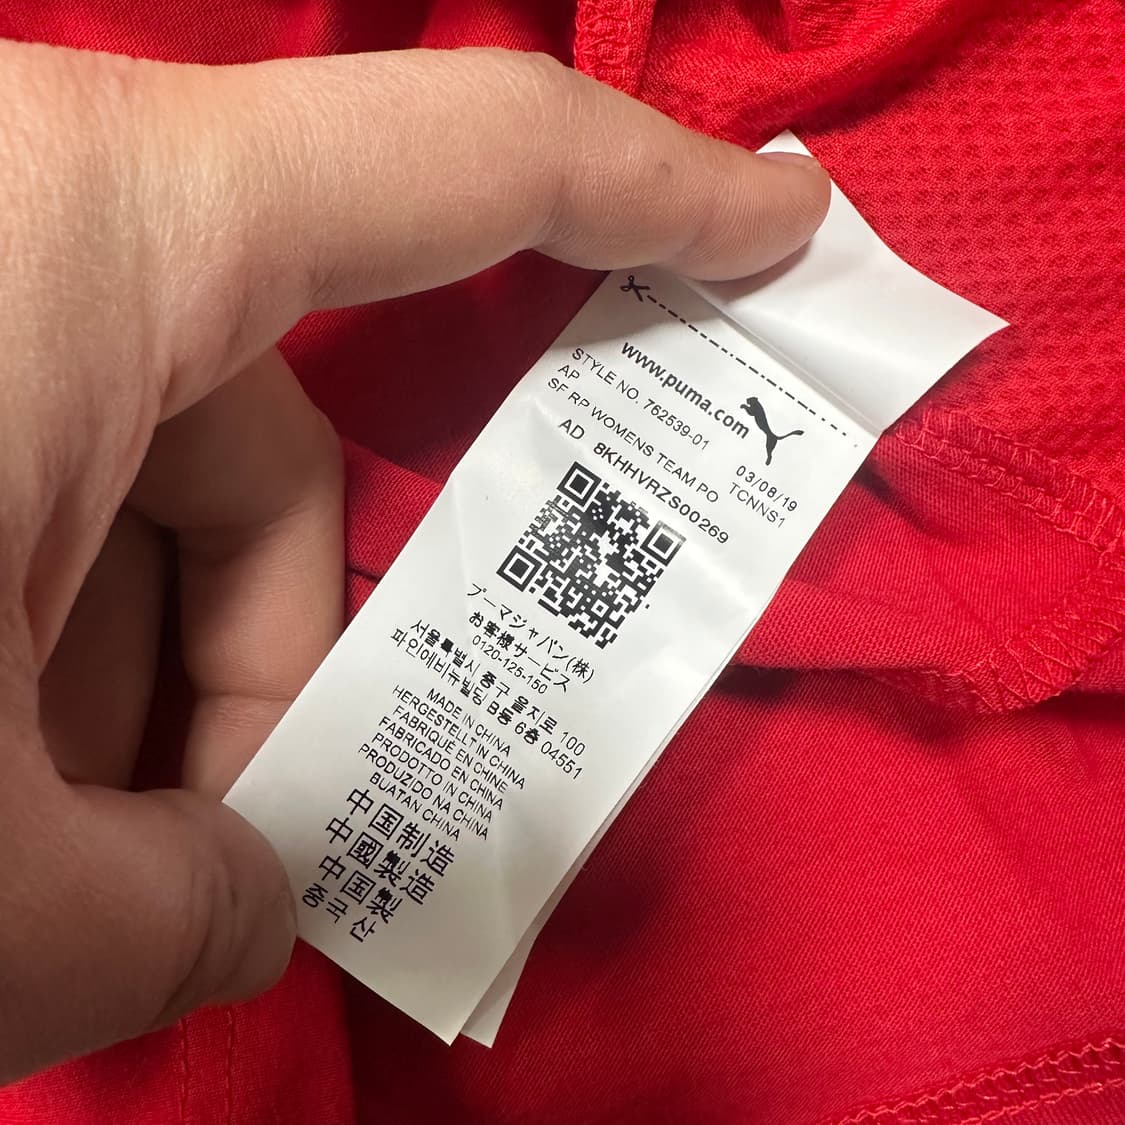 www.puma.com
STYLE NO. 762539-01 03/08/19
AP TCNNS1
SF RP WOMENS TEAM PO
AD 8KHHVRZS00269
プーマジャパン(株)
お客様サービス
0120-125-150
서울특별시 중구 을지로 100
파인애비뉴빌딩 B동 6층 04551
MADE IN CHINA
HERGESTELLT IN CHINA
FABRIQUÉ EN CHINE
FABRICADO EN CHINA
PRODOTTO IN CHINA
PRODUZIDO NA CHINA
BUATAN CHINA
中国制造
中國製造
中国製
중국산